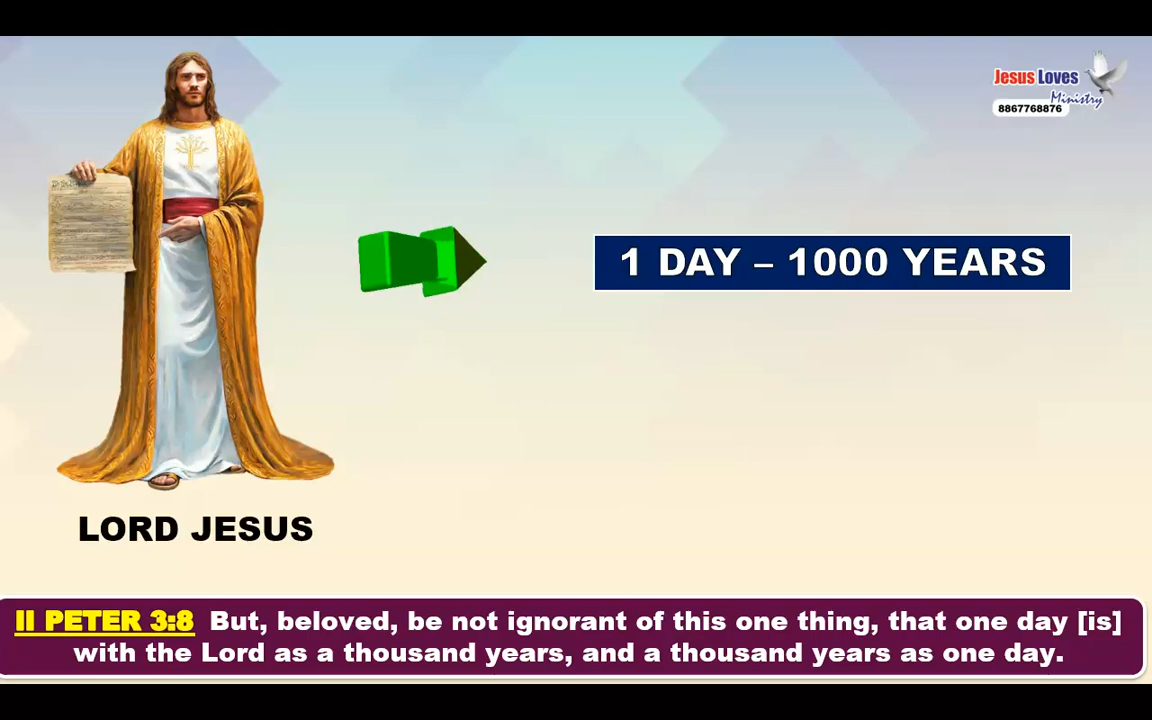 Jesus Loves
Ministry
8867768876
1 DAY – 1000 YEARS
LORD JESUS
II PETER 3:8 But, beloved, be not ignorant of this one thing, that one day [is]
with the Lord as a thousand years, and a thousand years as one day.